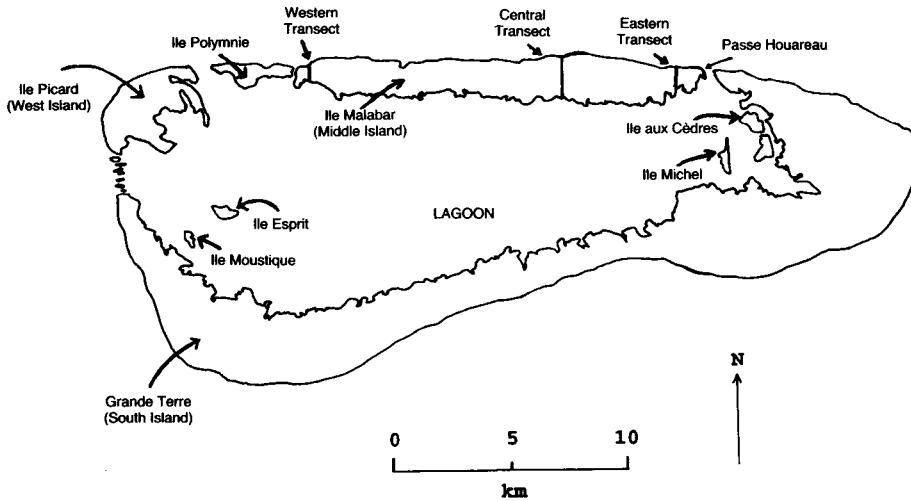 Western
Transect
Central
Transect
Eastern
Transect
Passe Houareau
Ile Polymnie
Ile Picard
(West Island)
Ile Malabar
(Middle Island)
Ile aux Cèdres
Ile Michel
LAGOON
Ile Esprit
Ile Moustique
Grande Terre
(South Island)
N
0 5 10
km